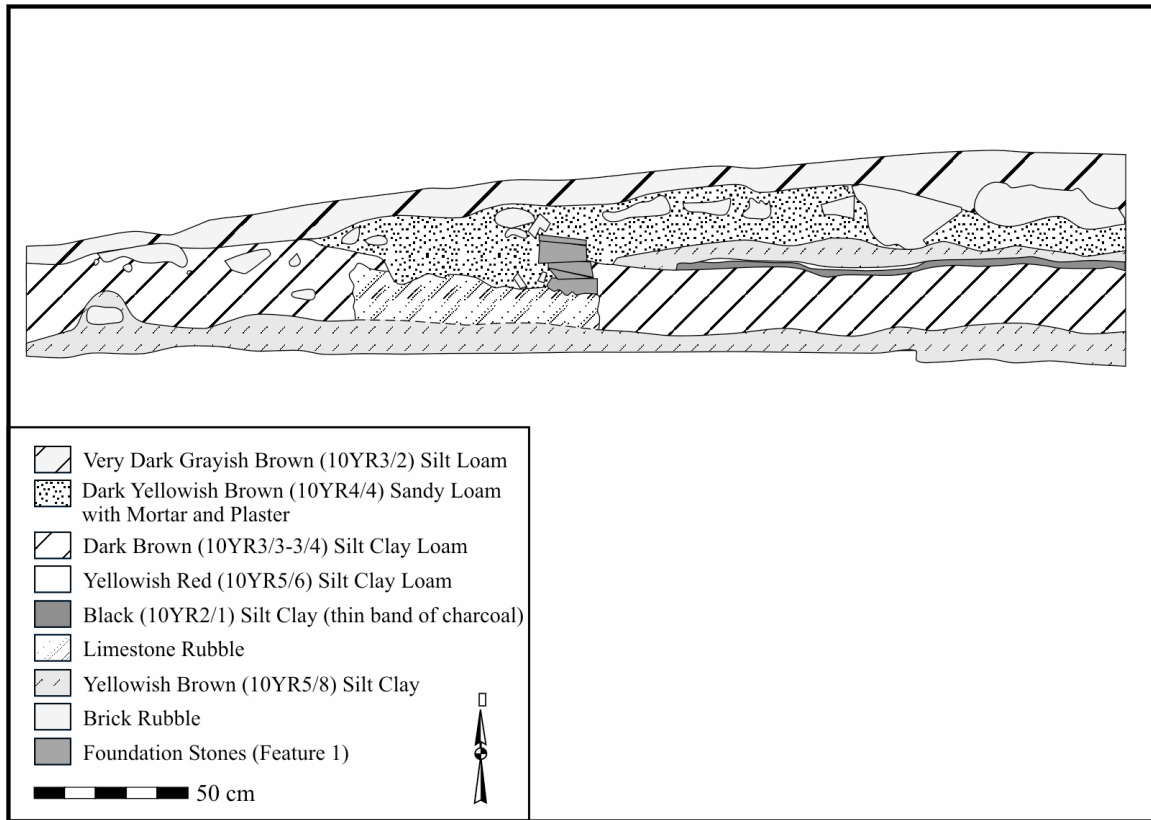 Very Dark Grayish Brown (10YR3/2) Silt Loam
Dark Yellowish Brown (10YR4/4) Sandy Loam
with Mortar and Plaster
Dark Brown (10YR3/3-3/4) Silt Clay Loam
Yellowish Red (10YR5/6) Silt Clay Loam
Black (10YR2/1) Silt Clay (thin band of charcoal)
Limestone Rubble
Yellowish Brown (10YR5/8) Silt Clay
Brick Rubble
Foundation Stones (Feature 1)
50 cm